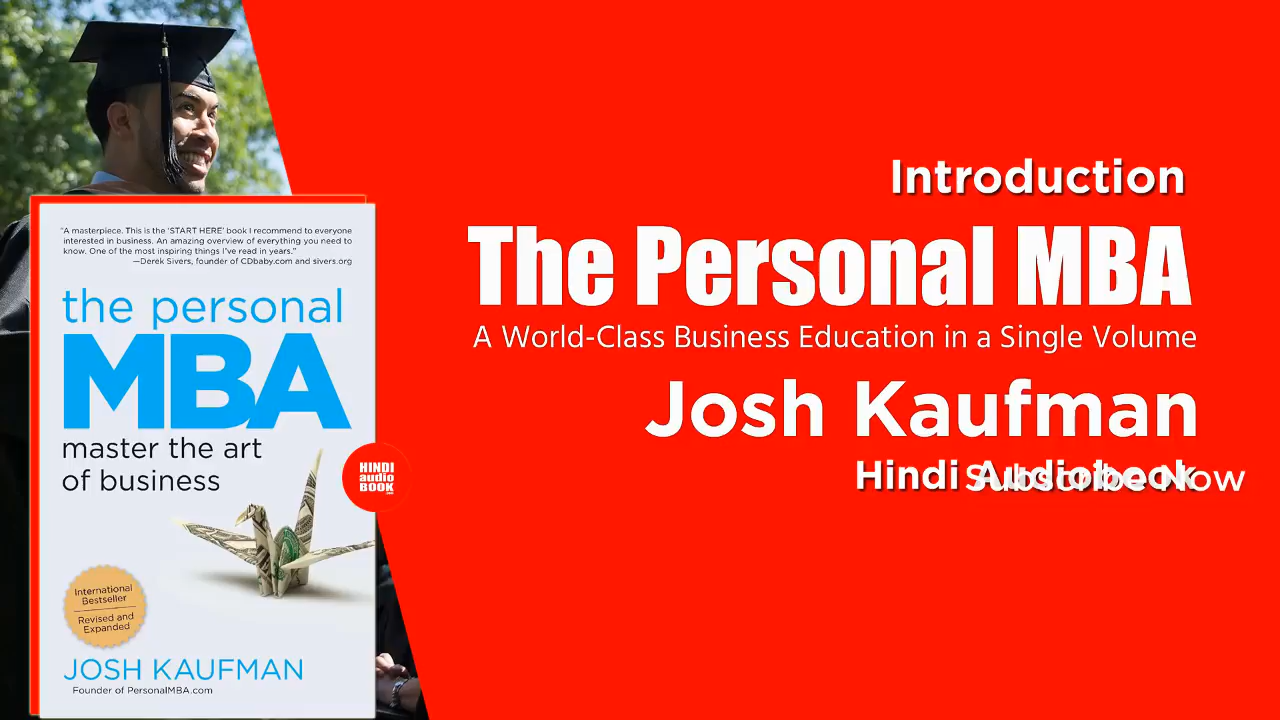 "A masterpiece. This is the 'START HERE' book I recommend to everyone
interested in business. An amazing overview of everything you need to
know. One of the most inspiring things I've read in years."
—Derek Sivers, founder of CDbaby.com and sivers.org
the personal
MBA
master the art
of business
International
Bestseller
Revised and
Expanded
JOSH KAUFMAN
Founder of PersonalMBA.com
HINDI
audio
BOOK
Introduction
The Personal MBA
A World-Class Business Education in a Single Volume
Josh Kaufman
Hindi Audiobook
Subscribe Now